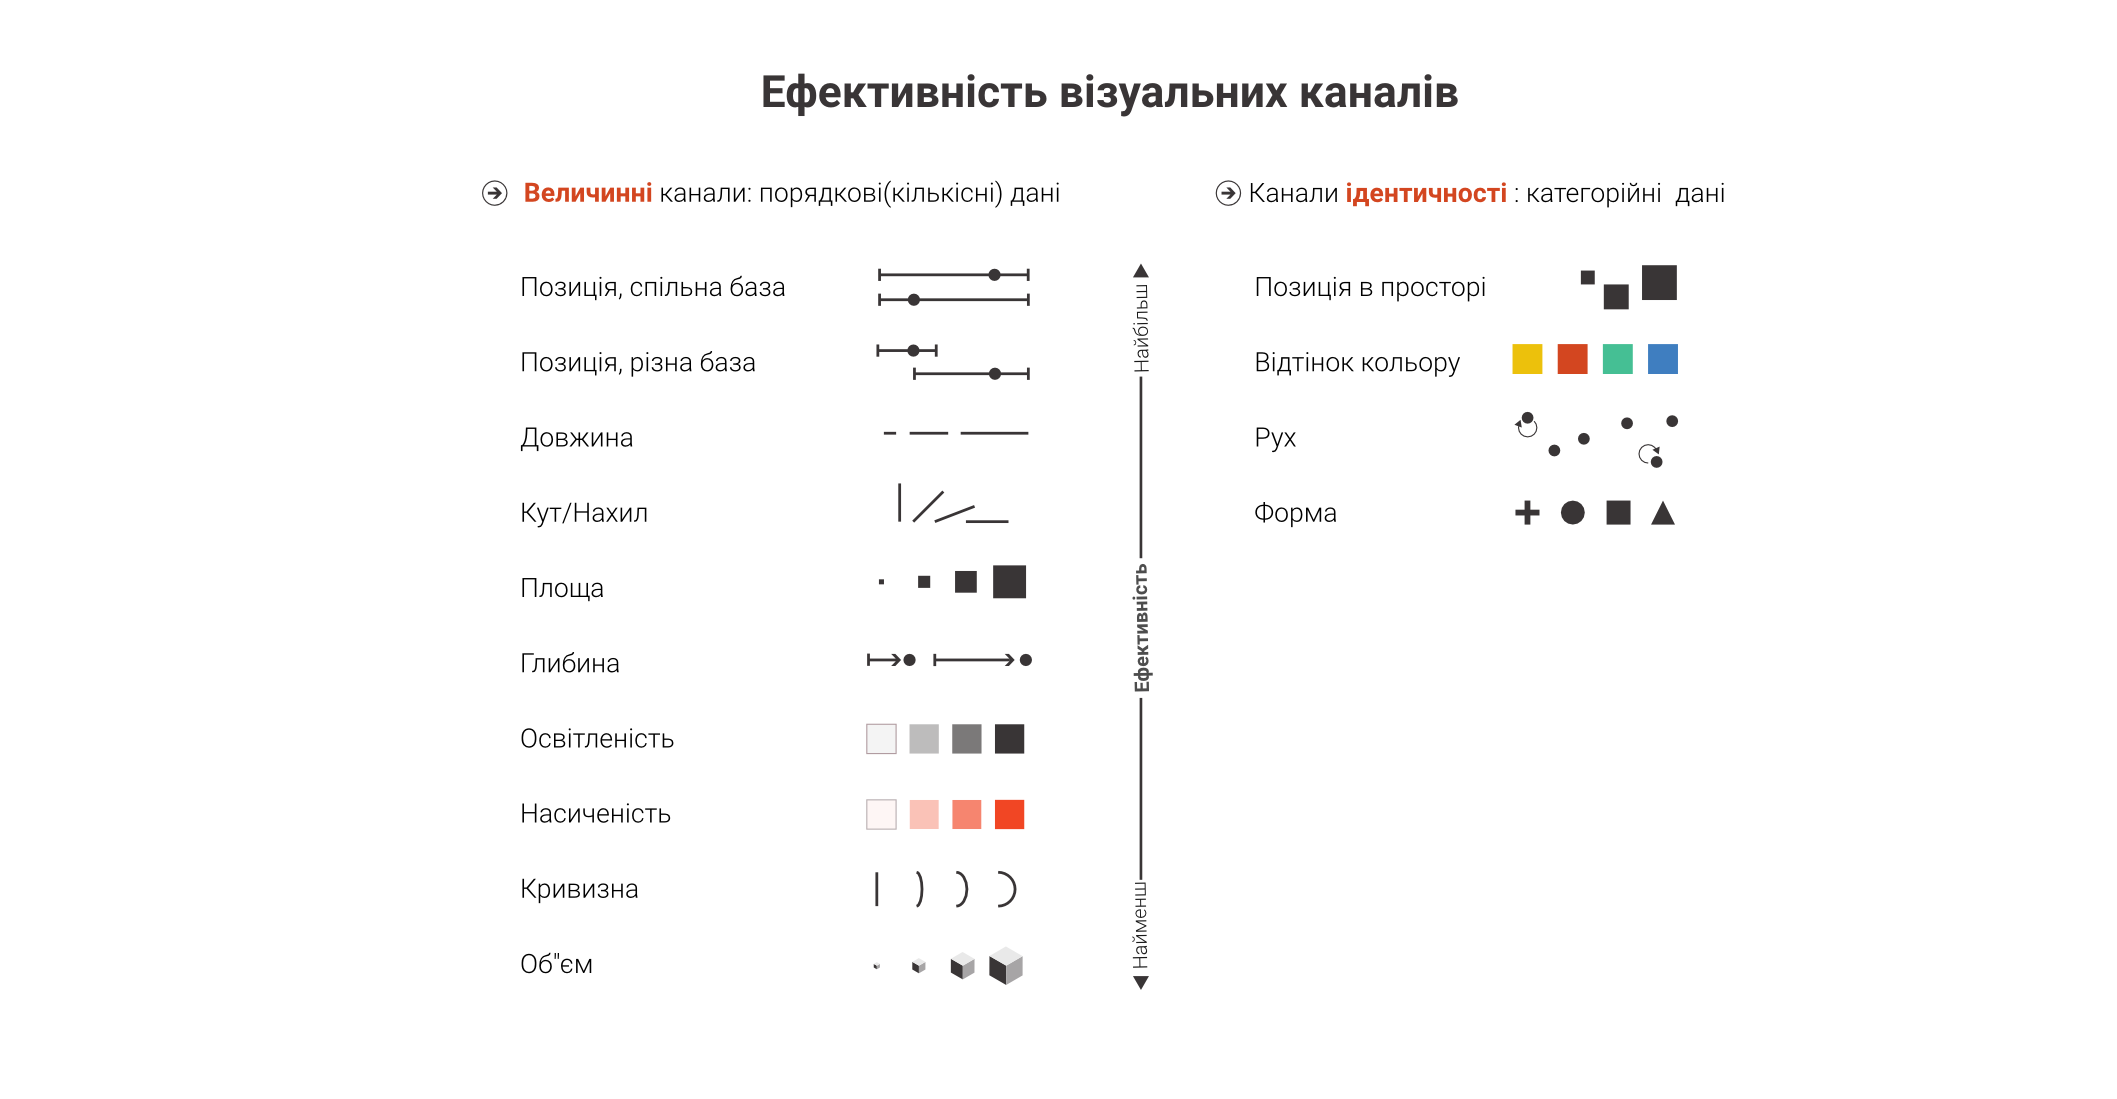 Ефективність візуальних каналів
Величинні канали: порядкові(кількісні) дані
Позиція, спільна база
Позиція, різна база
Довжина
Кут/Нахил
Площа
Глибина
Освітленість
Насиченість
Кривизна
Об"єм
Найбільш
Ефективність
Найменш
Канали ідентичності : категорійні  дані
Позиція в просторі
Відтінок кольору
Рух
Форма